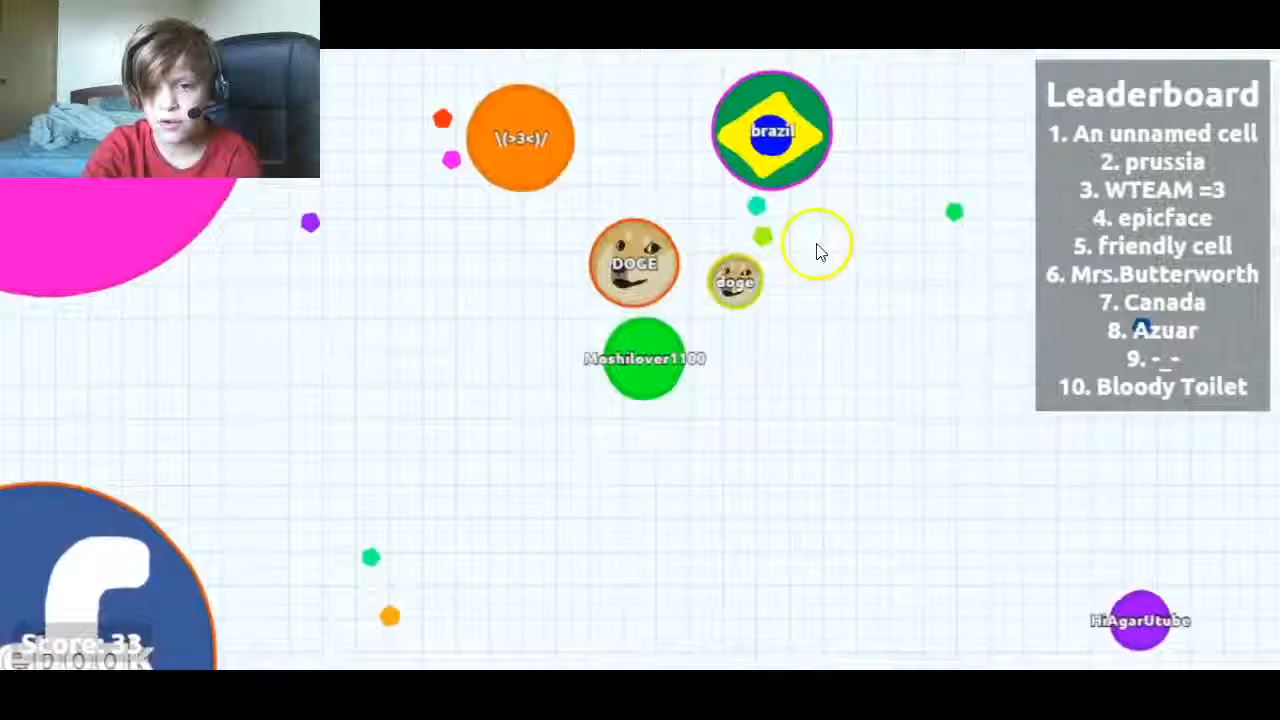 Leaderboard
1. An unnamed cell
2. prussia
3. WTEAM =3
4. epicface
5. friendly cell
6. Mrs.Butterworth
7. Canada
8. Azuar
9. -_-
10. Bloody Toilet
\(>3<)/
brazil
DOGE
doge
Moshilover1100
HiAgarUtube
Score: 33